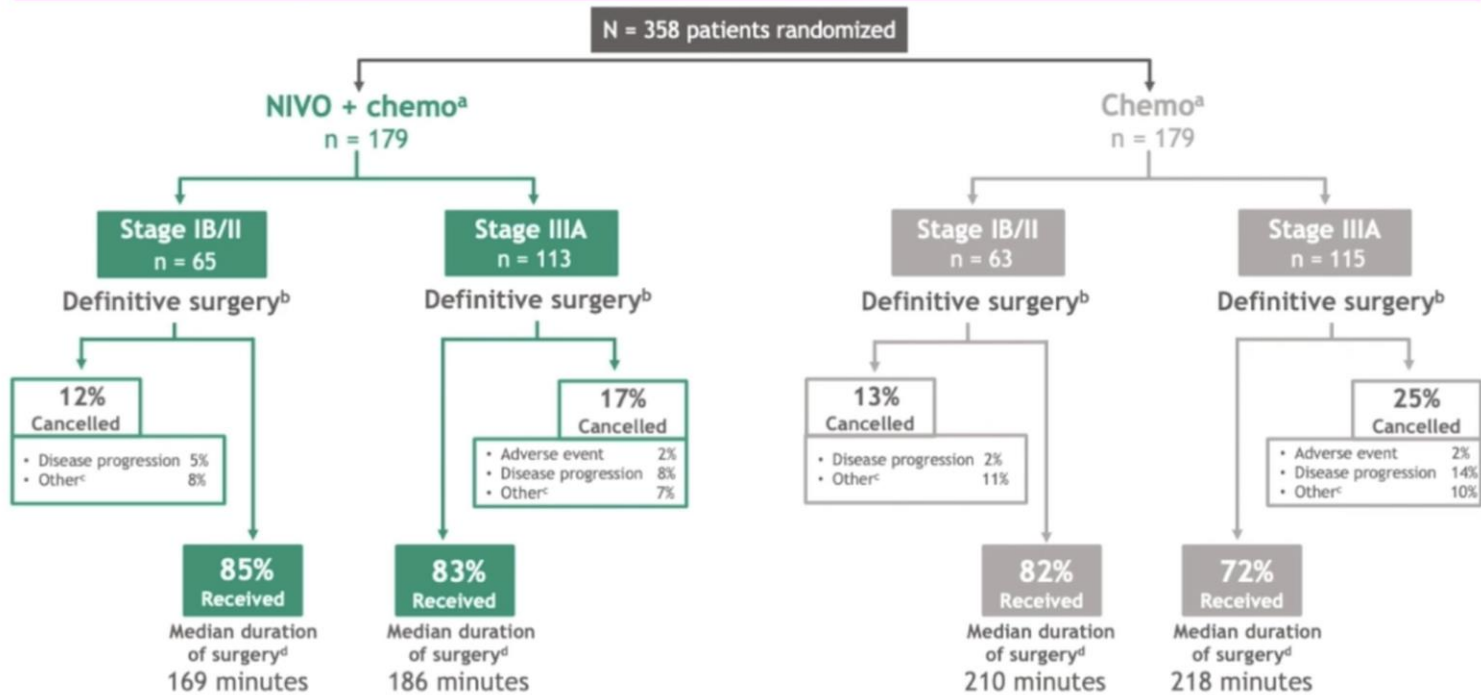 N = 358 patients randomized
NIVO + chemoᵃ
n = 179
Chemoᵃ
n = 179
Stage IB/II
n = 65
Stage IIIA
n = 113
Stage IB/II
n = 63
Stage IIIA
n = 115
Definitive surgeryᵇ
Definitive surgeryᵇ
Definitive surgeryᵇ
Definitive surgeryᵇ
12%
Cancelled
• Disease progression 5%
• Otherᶜ 8%
17%
Cancelled
• Adverse event 2%
• Disease progression 8%
• Otherᶜ 7%
13%
Cancelled
• Disease progression 2%
• Otherᶜ 11%
25%
Cancelled
• Adverse event 2%
• Disease progression 14%
• Otherᶜ 10%
85%
Received
Median duration
of surgeryᵈ
169 minutes
83%
Received
Median duration
of surgeryᵈ
186 minutes
82%
Received
Median duration
of surgeryᵈ
210 minutes
72%
Received
Median duration
of surgeryᵈ
218 minutes